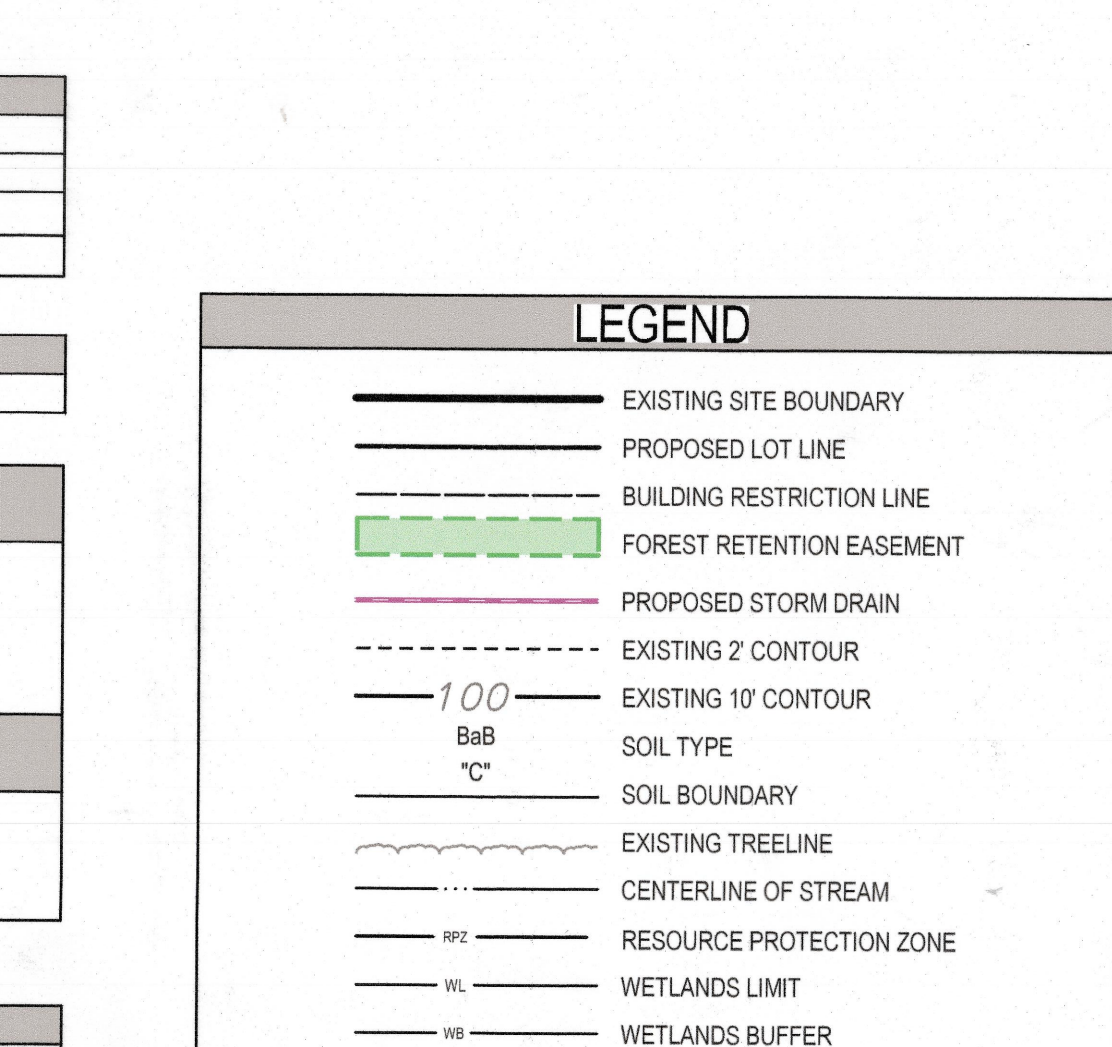 LEGEND
EXISTING SITE BOUNDARY
PROPOSED LOT LINE
BUILDING RESTRICTION LINE
FOREST RETENTION EASEMENT
PROPOSED STORM DRAIN
EXISTING 2' CONTOUR
100 EXISTING 10' CONTOUR
BaB
"C"
SOIL TYPE
SOIL BOUNDARY
EXISTING TREELINE
CENTERLINE OF STREAM
RPZ RESOURCE PROTECTION ZONE
WL WETLANDS LIMIT
WB WETLANDS BUFFER